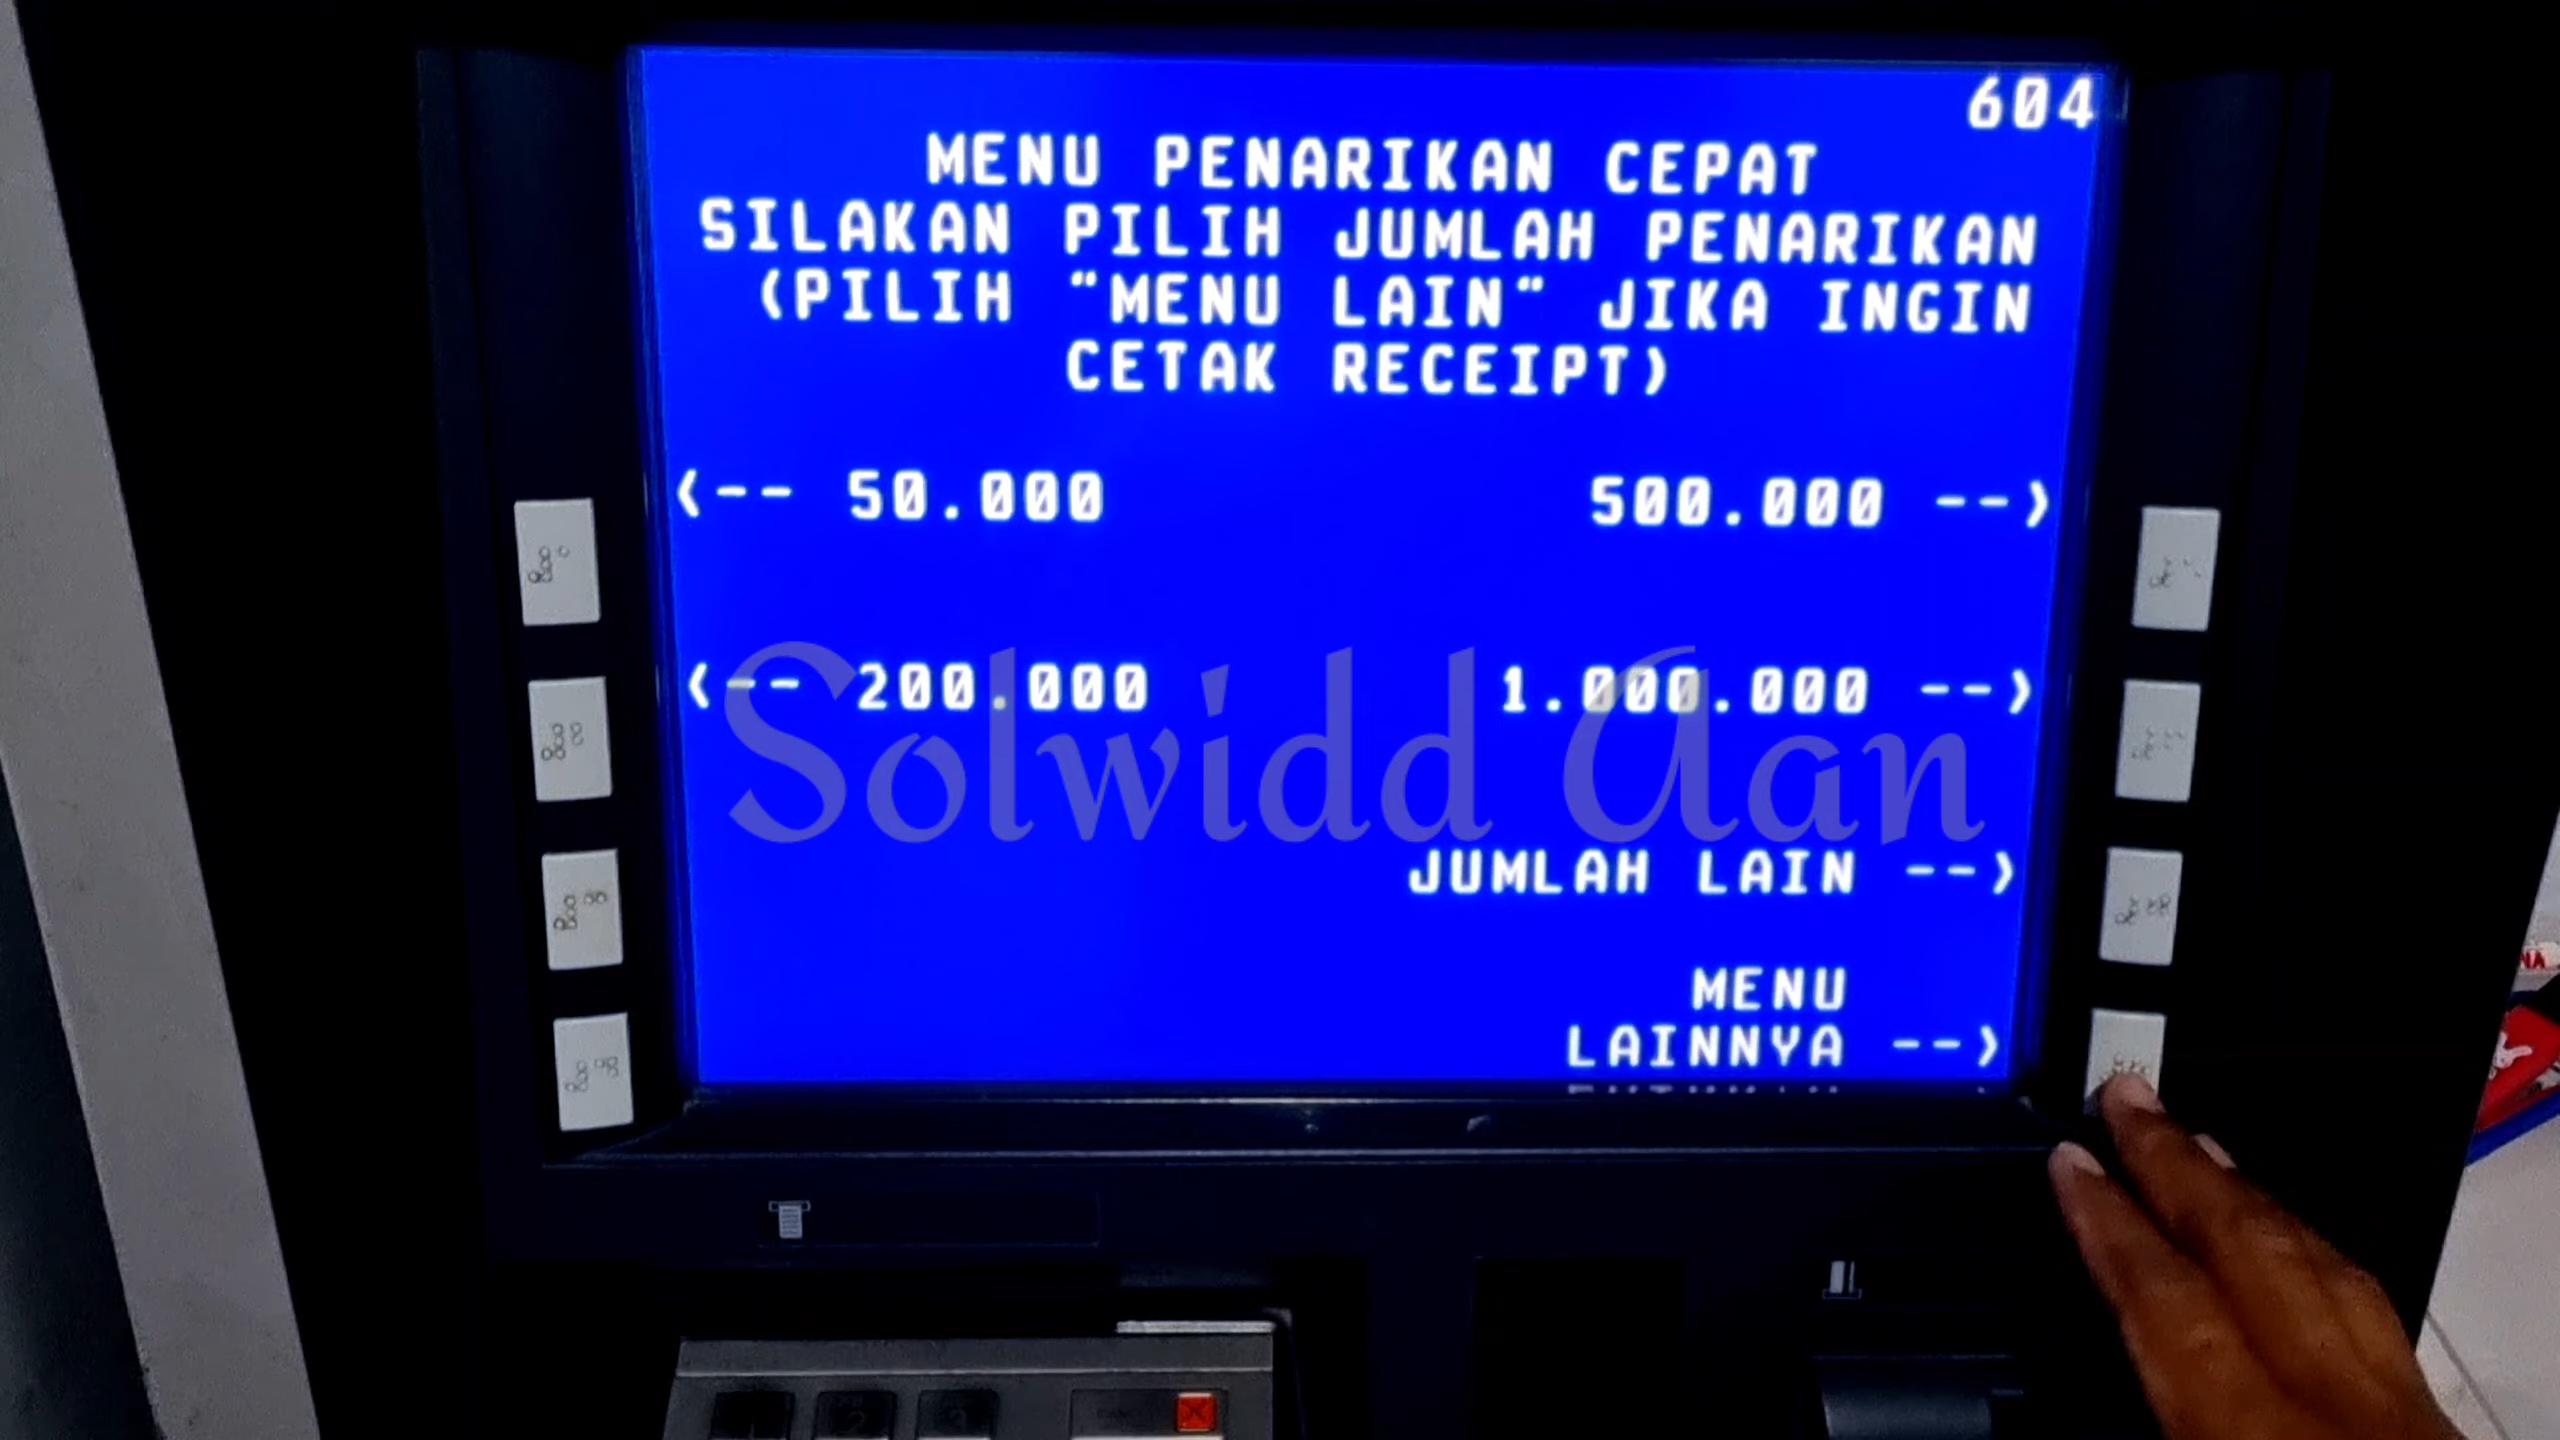 604
MENU PENARIKAN CEPAT
SILAKAN PILIH JUMLAH PENARIKAN
(PILIH "MENU LAIN" JIKA INGIN
CETAK RECEIPT)
<-- 50.000
500.000 -->
<-- 200.000
1.000.000 -->
Solwidd Aan
JUMLAH LAIN -->
MENU
LAINNYA -->